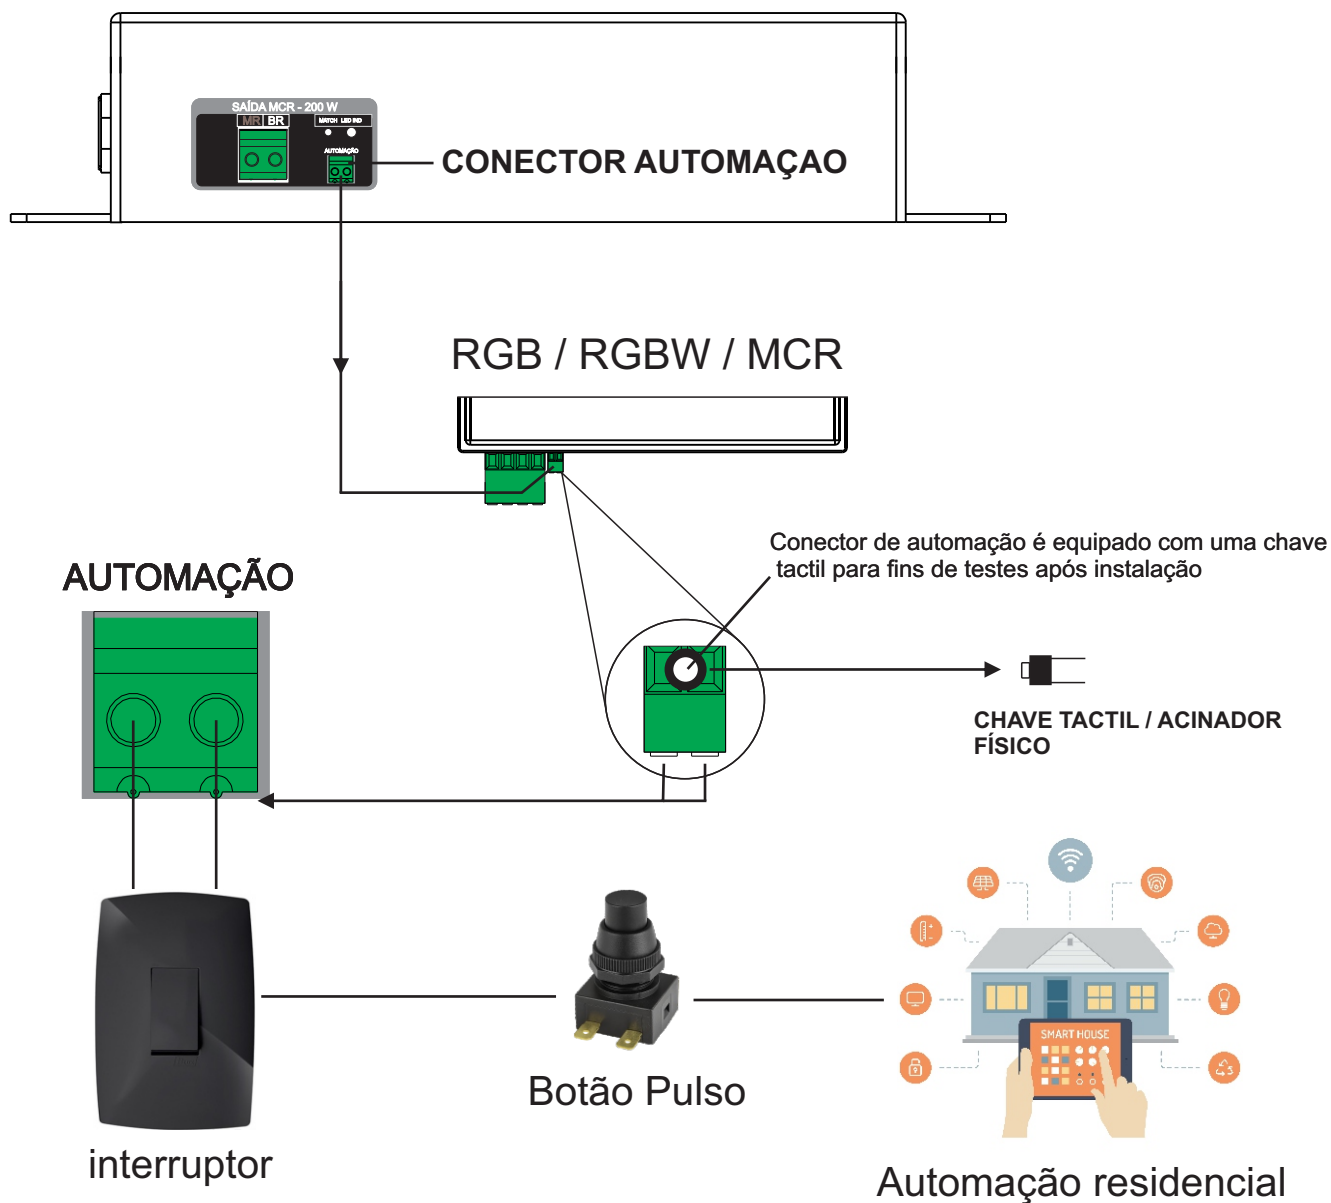 SAÍDA MCR - 200 W
MR BR
MATCH LED IND
AUTOMAÇÃO
CONECTOR AUTOMAÇAO
RGB / RGBW / MCR
Conector de automação é equipado com uma chave
tactil para fins de testes após instalação
AUTOMAÇÃO
CHAVE TACTIL / ACINADOR
FÍSICO
SMART HOUSE
Botão Pulso
interruptor
Automação residencial